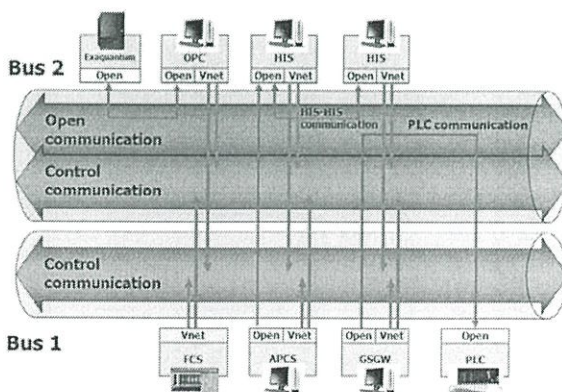 Exaquantum OPC HIS HIS
Bus 2
Open Open Vnet Open Vnet Open Vnet
HIS-HIS
communication
PLC communication
Open
communication
Control
communication
Control
communication
Bus 1
Vnet Open Vnet Open Vnet Open
FCS APCS GSGW PLC